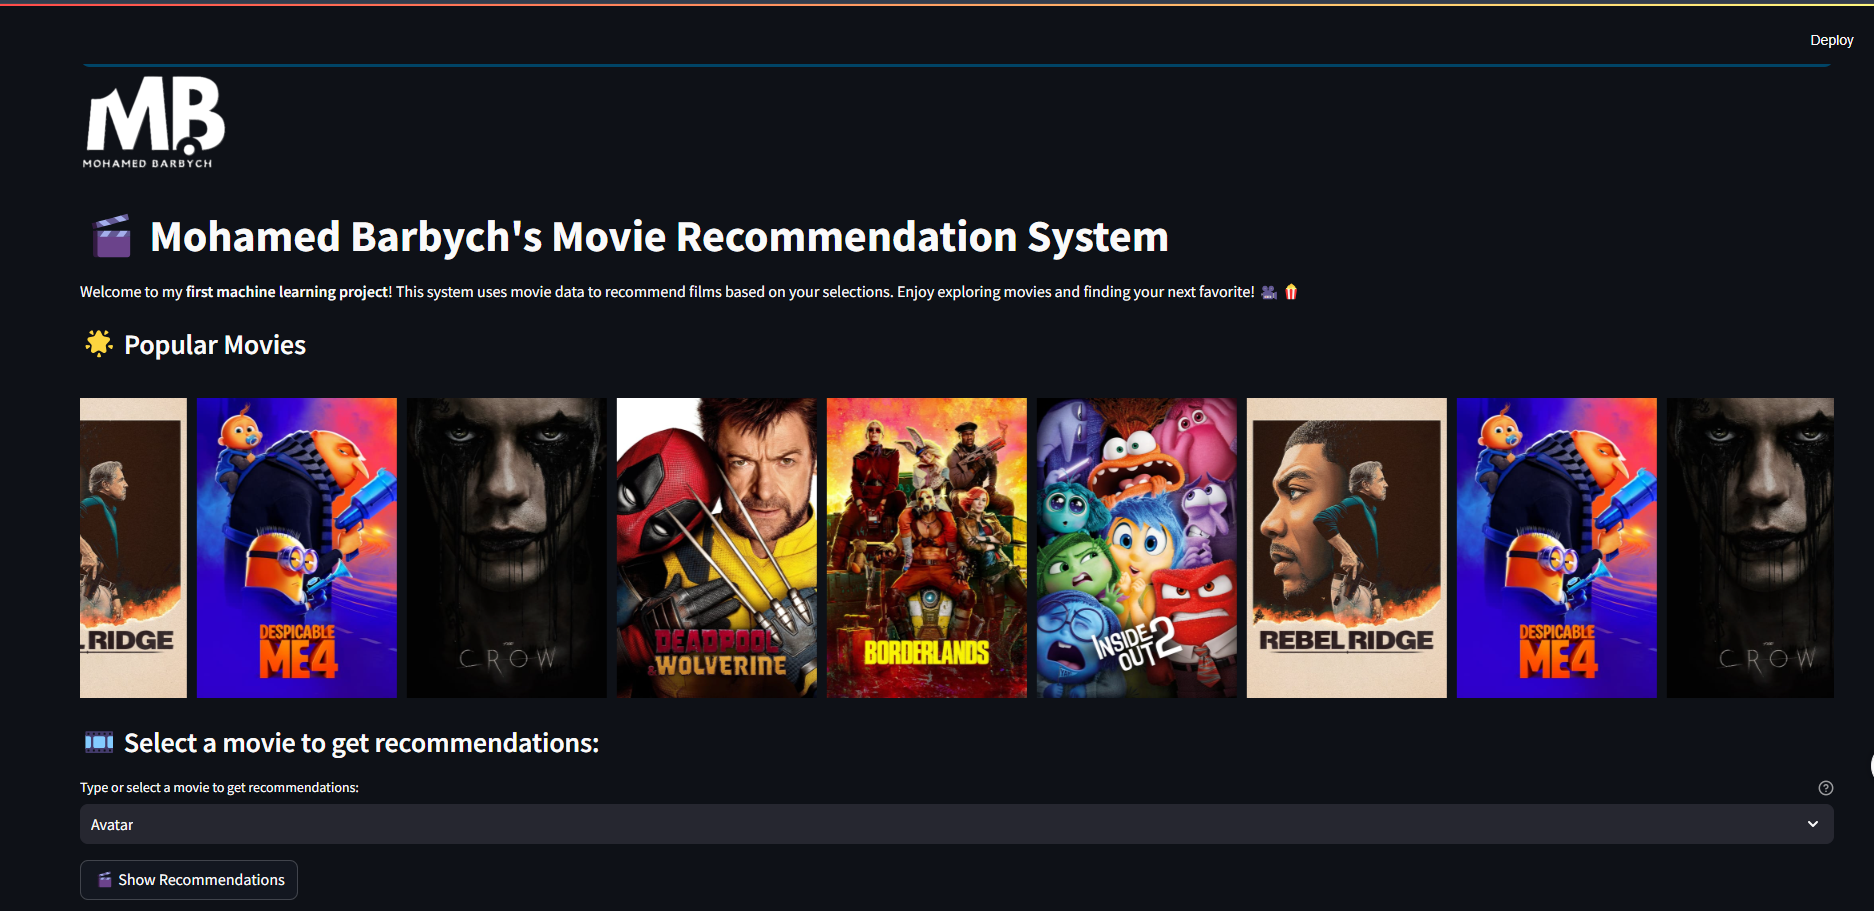 Deploy
MB
MOHAMED BARBYCH
Mohamed Barbych's Movie Recommendation System
Welcome to my first machine learning project! This system uses movie data to recommend films based on your selections. Enjoy exploring movies and finding your next favorite!
Popular Movies
L RIDGE
DESPICABLE
ME4
THE
CROW
DEADPOOL
& WOLVERINE
BORDERLANDS
INSIDE
OUT 2
REBEL RIDGE
DESPICABLE
ME4
THE
CROW
Select a movie to get recommendations:
Type or select a movie to get recommendations:
Avatar
Show Recommendations